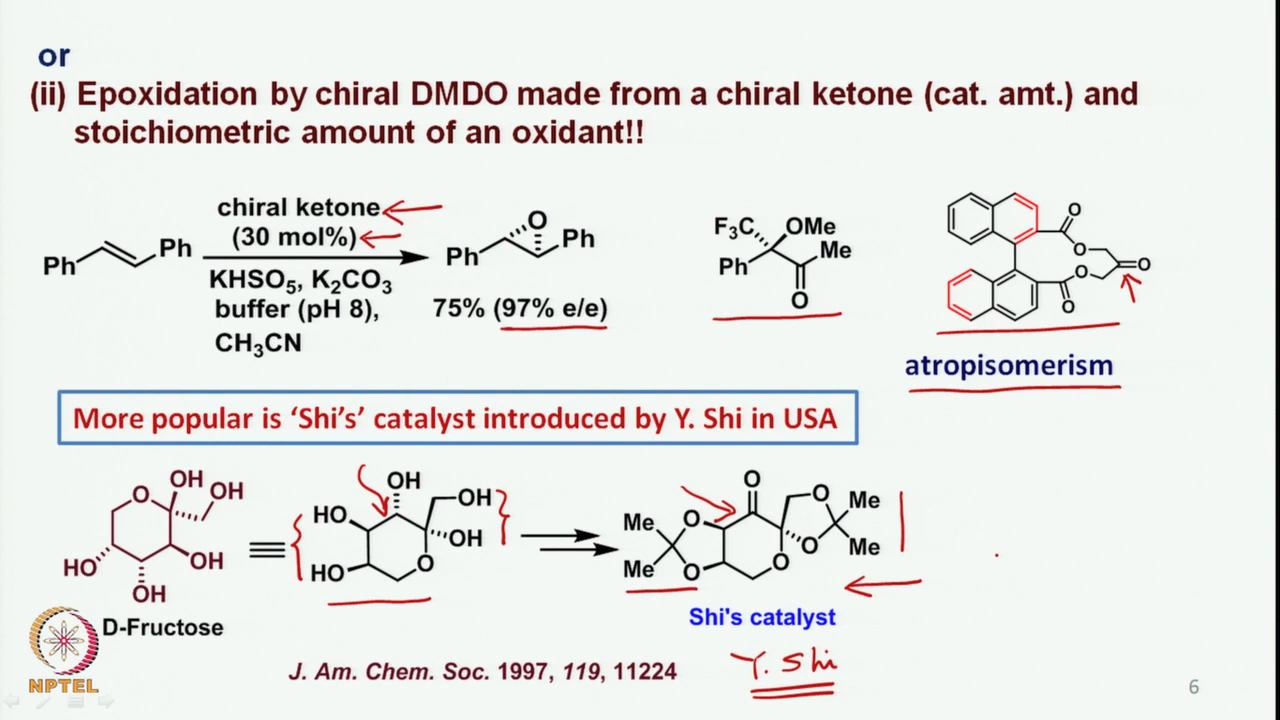 or
(ii) Epoxidation by chiral DMDO made from a chiral ketone (cat. amt.) and
stoichiometric amount of an oxidant!!
Ph
Ph
chiral ketone
(30 mol%)
KHSO₅, K₂CO₃
buffer (pH 8),
CH₃CN
O
Ph
Ph
75% (97% e/e)
F₃C
OMe
Ph
Me
O
O
O
O
O
O
atropisomerism
More popular is ‘Shi’s’ catalyst introduced by Y. Shi in USA
O
OH
OH
HO
OH
OH
D-Fructose
OH
HO
OH
OH
HO
O
O
Me
O
O
Me
O
Me
Me
O
O
Shi's catalyst
J. Am. Chem. Soc. 1997, 119, 11224
Y. Shi
NPTEL
6